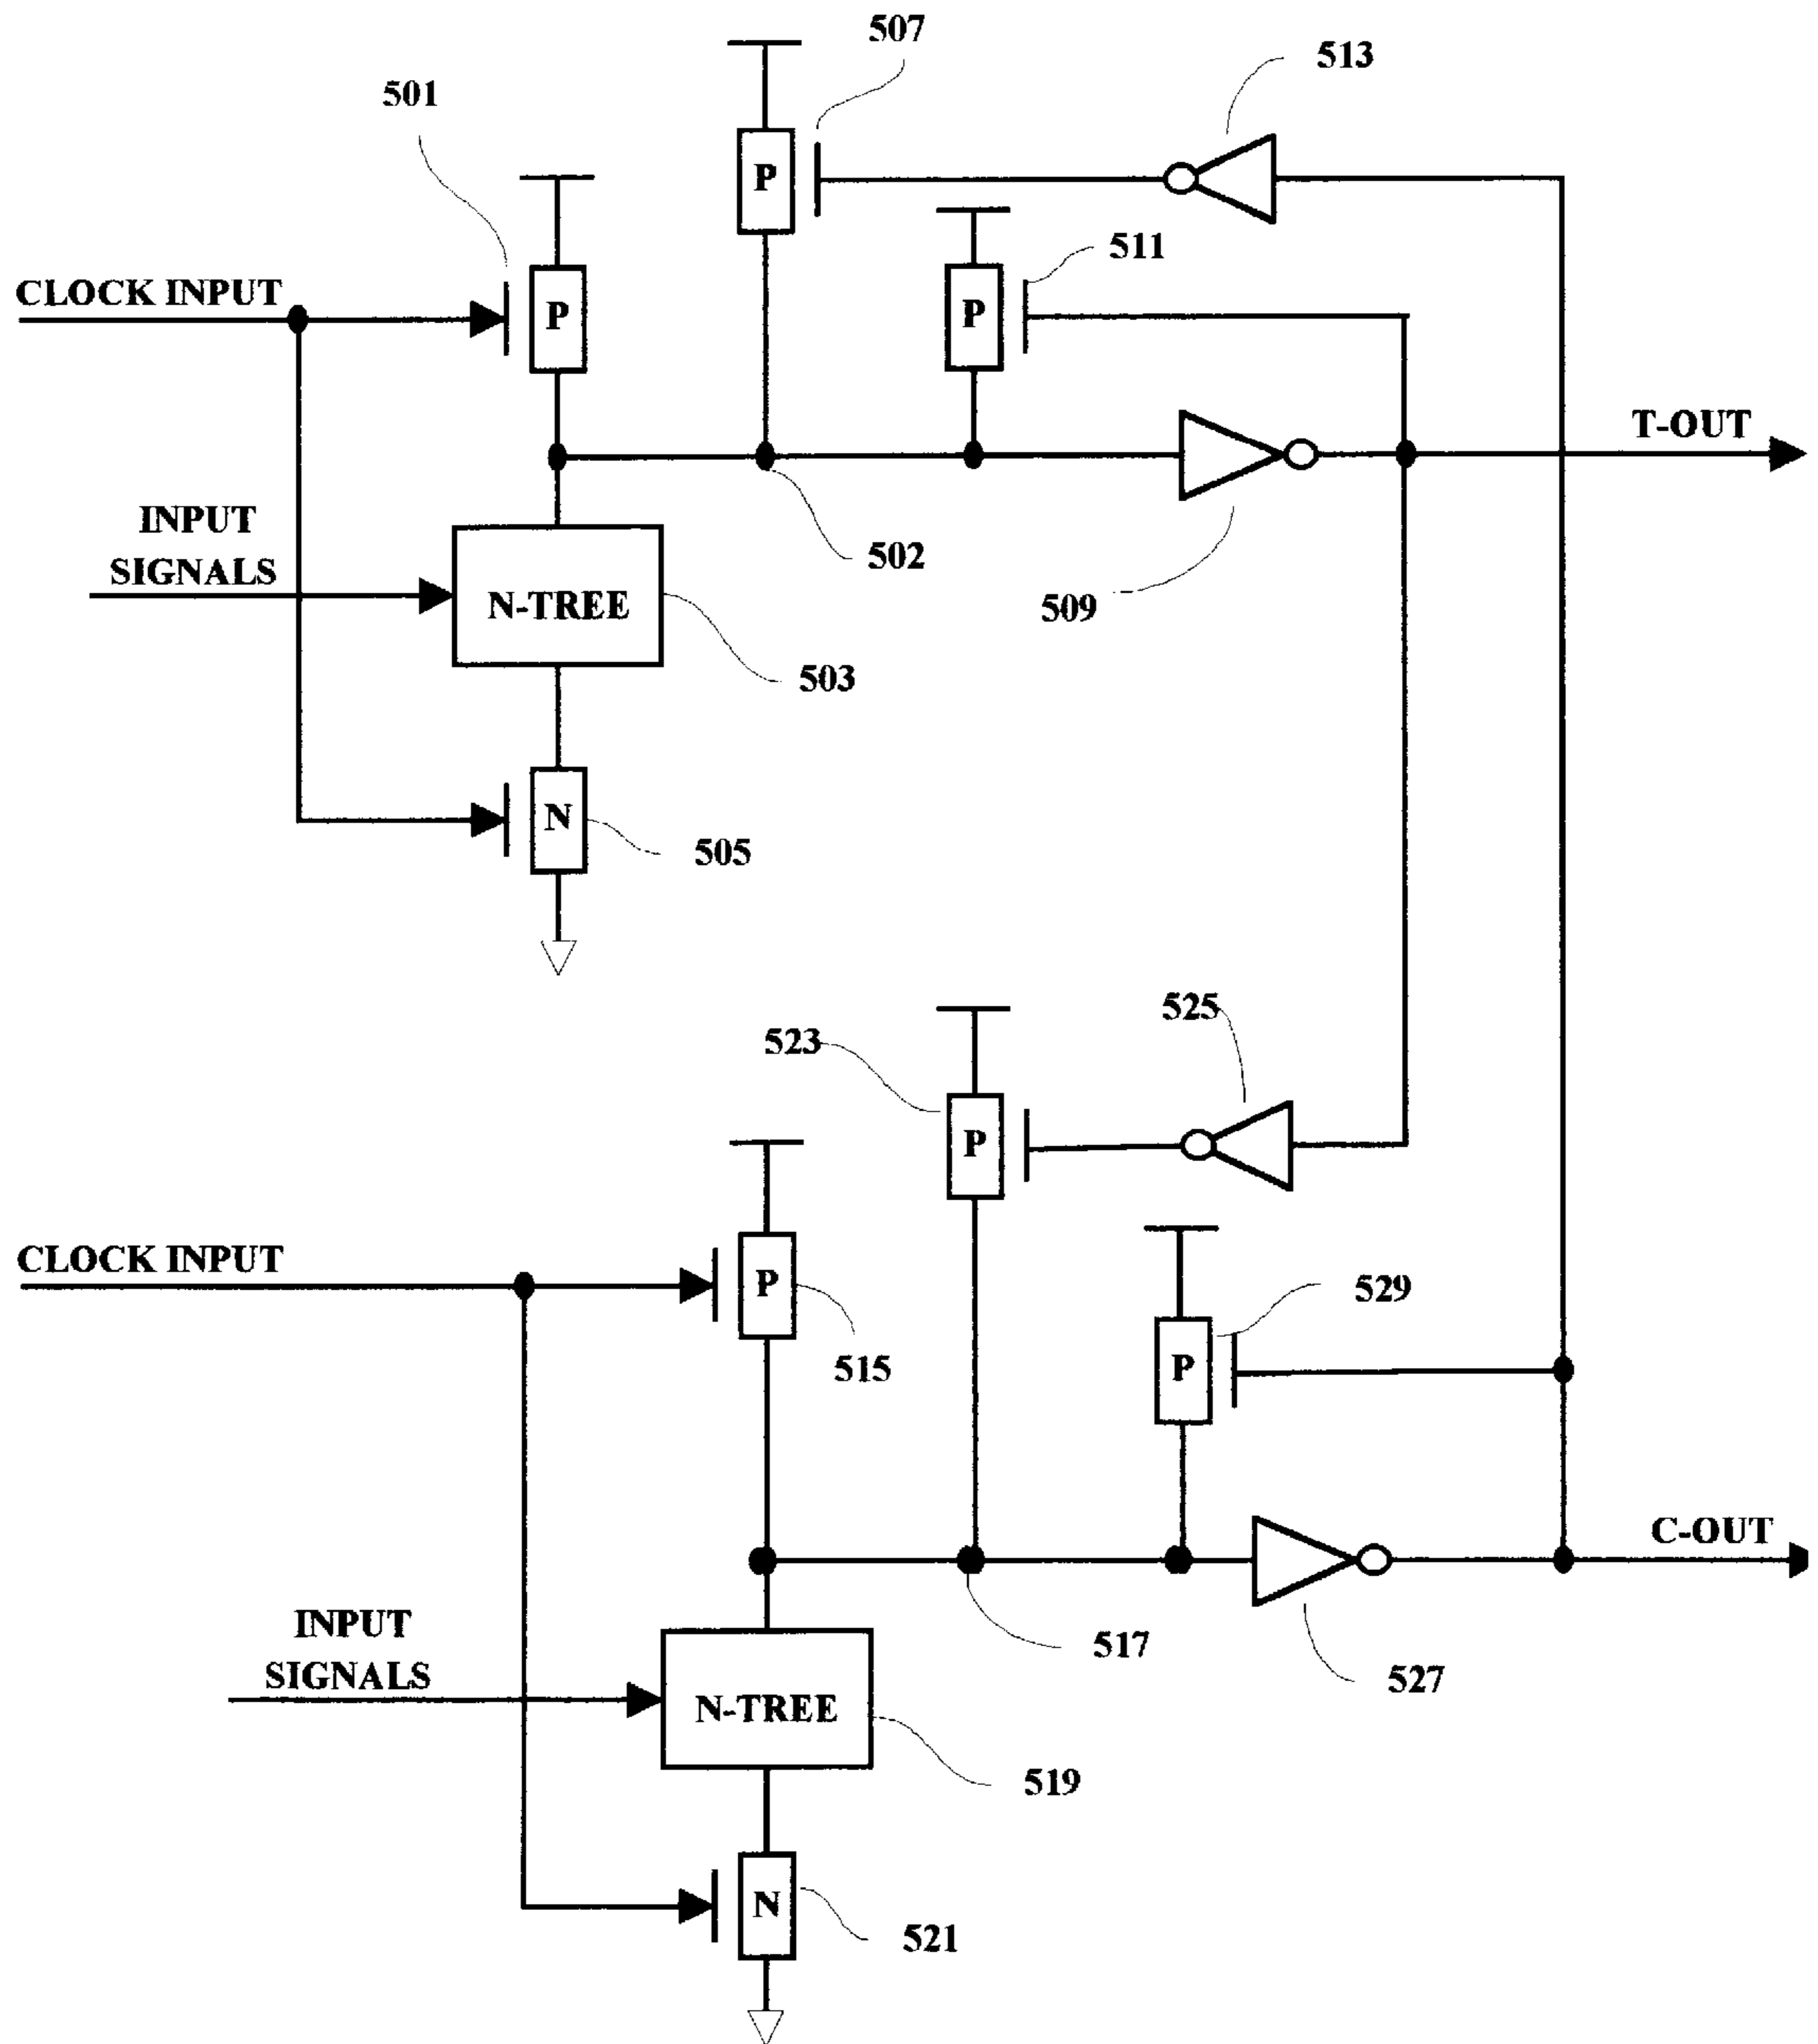 507
513
501
P
511
CLOCK INPUT
P
P
T-OUT
INPUT
SIGNALS
502
N-TREE
509
503
N
505
525
523
P
CLOCK INPUT
P
529
515
P
C-OUT
INPUT
SIGNALS
517
527
N-TREE
519
N
521